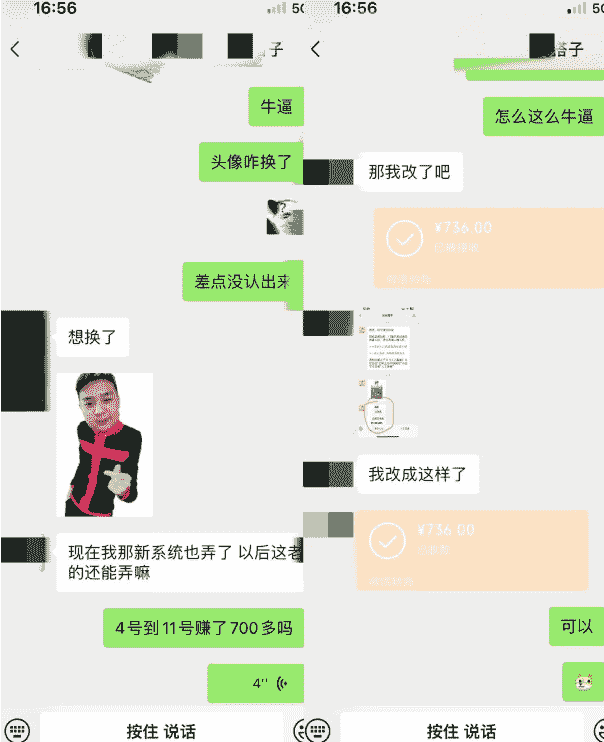 16:56
子
牛逼
头像咋换了
差点没认出来
想换了
现在我那新系统也弄了 以后这老
的还能弄嘛
4号到11号赚了700多吗
4"
按住 说话
16:56
搭子
怎么这么牛逼
那我改了吧
¥736.00
我改成这样了
¥736.00
可以
按住 说话